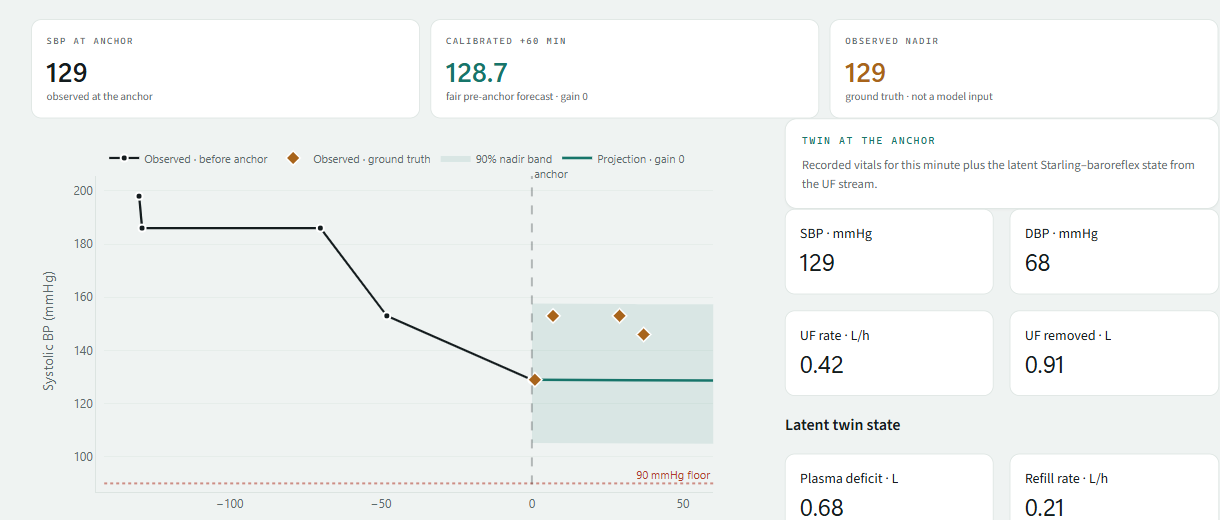 SBP AT ANCHOR
129
observed at the anchor
CALIBRATED +60 MIN
128.7
fair pre-anchor forecast · gain 0
OBSERVED NADIR
129
ground truth · not a model input
Observed · before anchor
Observed · ground truth
90% nadir band
Projection · gain 0
anchor
200
180
160
140
120
100
Systolic BP (mmHg)
90 mmHg floor
−100
−50
0
50
TWIN AT THE ANCHOR
Recorded vitals for this minute plus the latent Starling–baroreflex state from
the UF stream.
SBP · mmHg
129
DBP · mmHg
68
UF rate · L/h
0.42
UF removed · L
0.91
Latent twin state
Plasma deficit · L
0.68
Refill rate · L/h
0.21